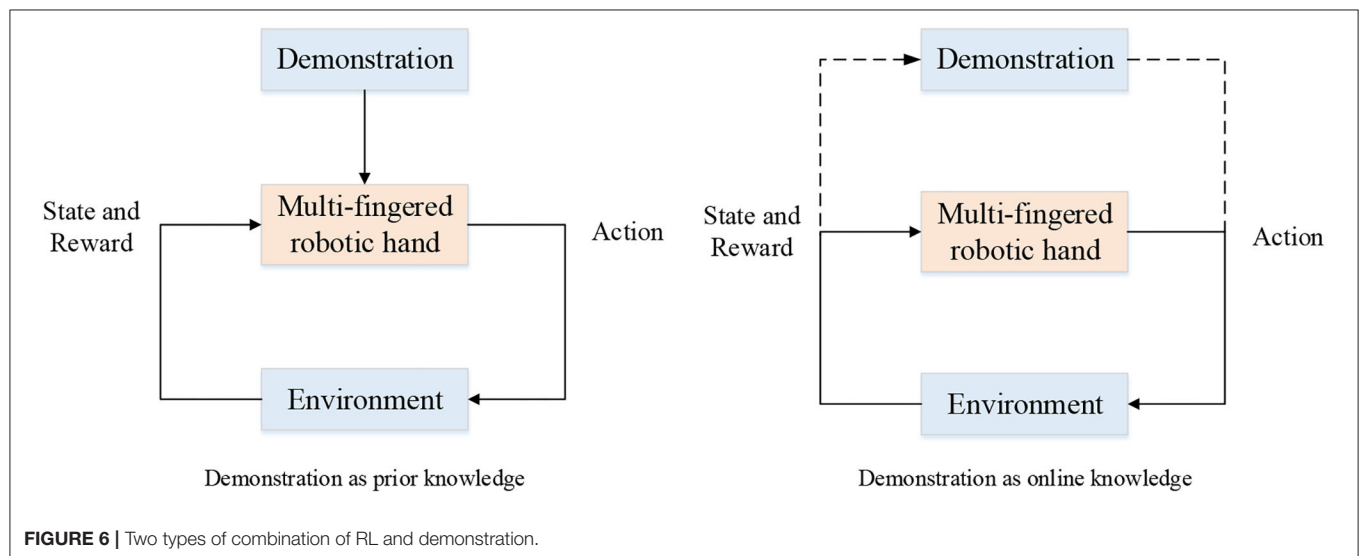 Demonstration
Multi-fingered
robotic hand
State and
Reward
Action
Environment
Demonstration as prior knowledge
Demonstration
Multi-fingered
robotic hand
State and
Reward
Action
Environment
Demonstration as online knowledge
FIGURE 6 | Two types of combination of RL and demonstration.